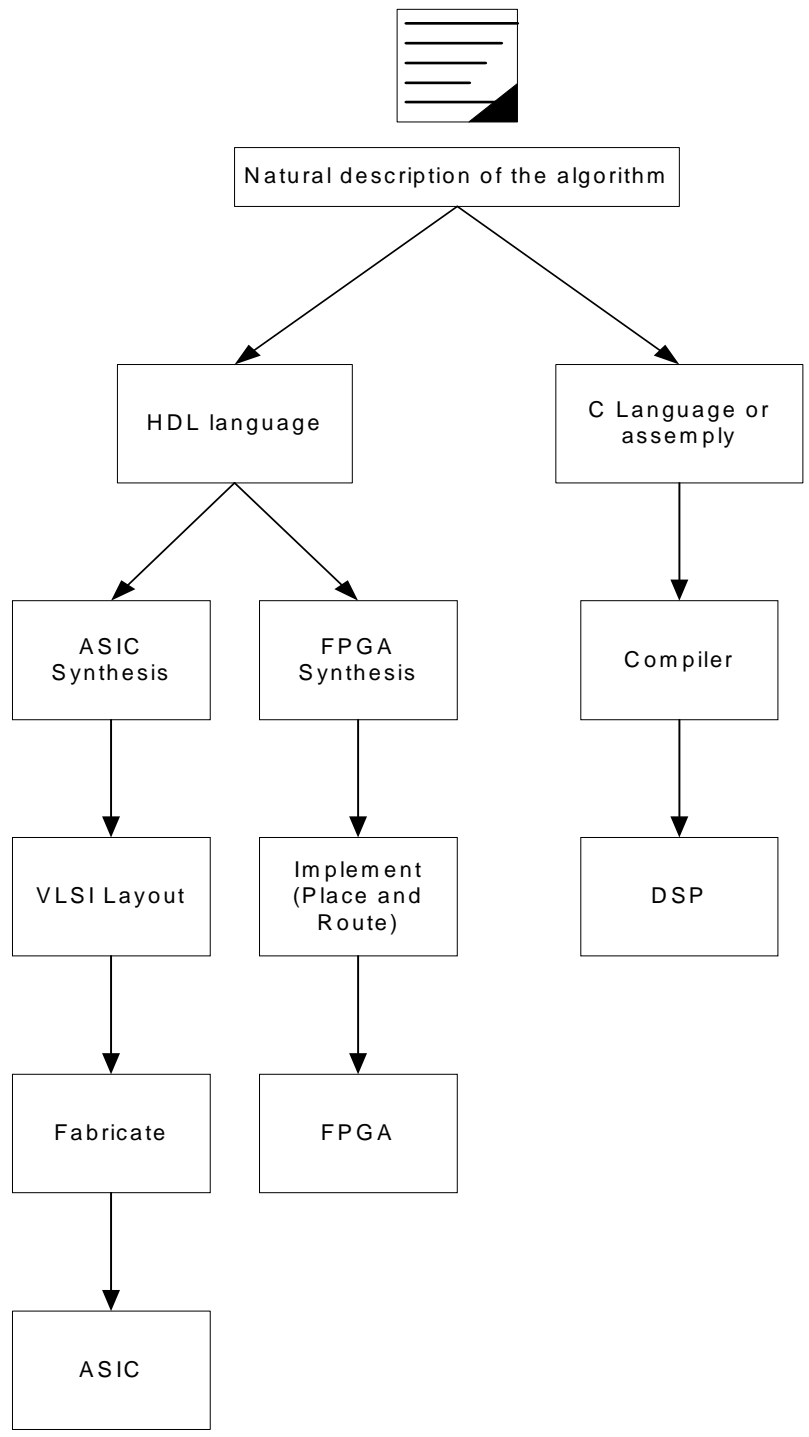 Natural description of the algorithm
HDL language
C Language or
assemply
ASIC
Synthesis
FPGA
Synthesis
Compiler
VLSI Layout
Implement
(Place and
Route)
DSP
Fabricate
FPGA
ASIC